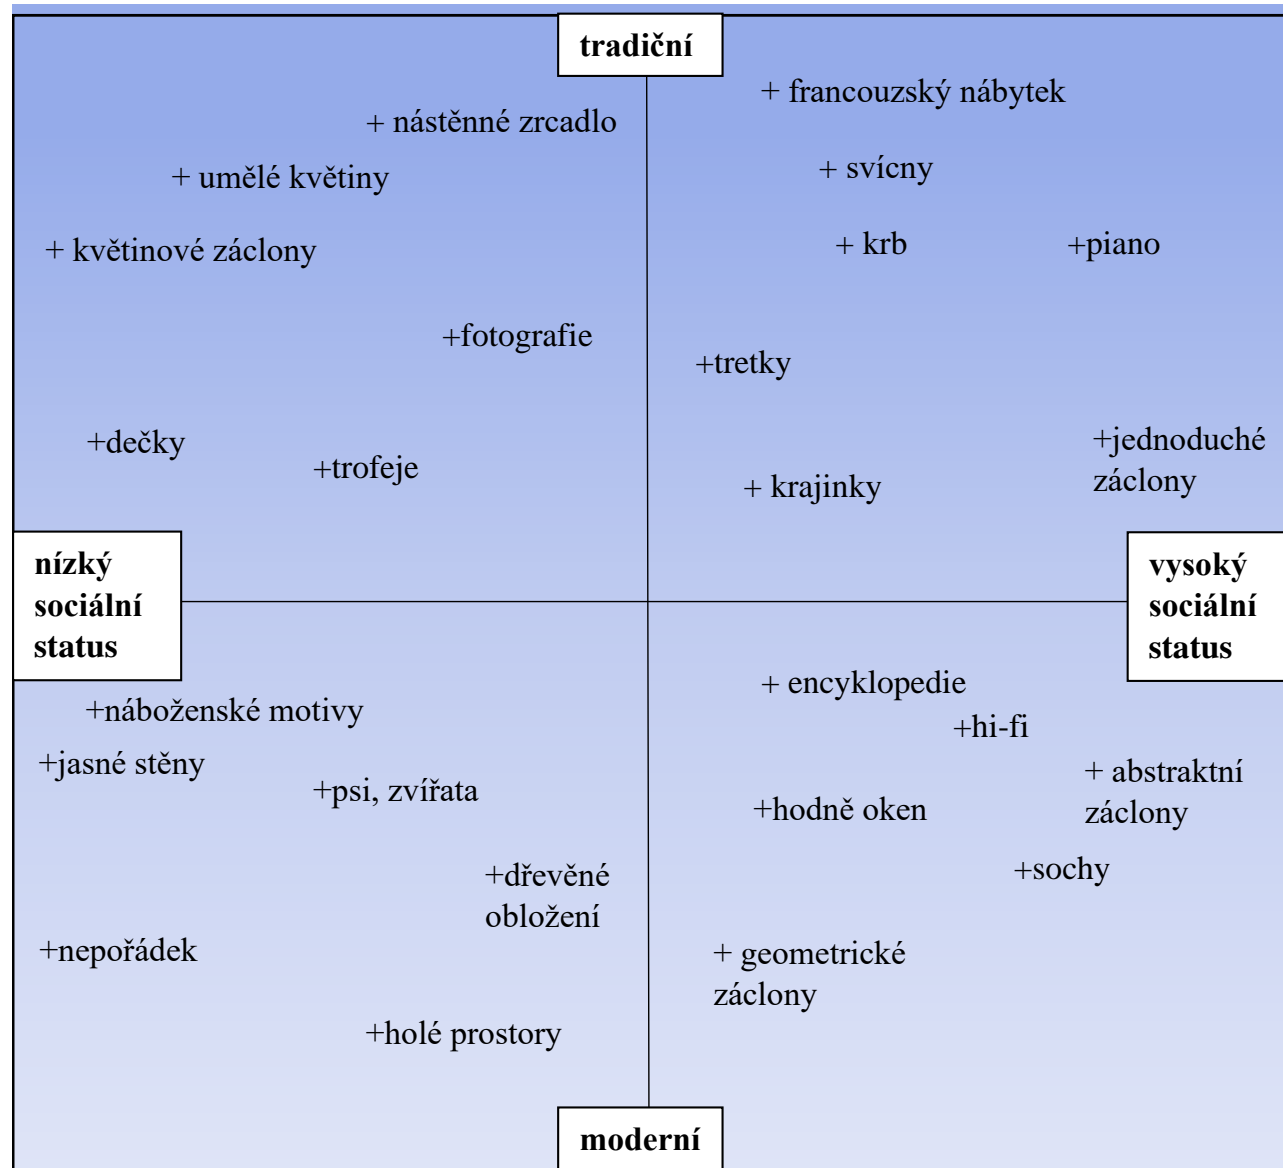 tradiční
+ francouzský nábytek
+ nástěnné zrcadlo
+ svícny
+ umělé květiny
+ květinové záclony
+ krb
+piano
+fotografie
+tretky
+dečky
+trofeje
+ krajinky
+jednoduché
záclony
nízký
sociální
status
vysoký
sociální
status
+náboženské motivy
+ encyklopedie
+hi-fi
+jasné stěny
+psi, zvířata
+ abstraktní
záclony
+hodně oken
+sochy
+dřevěné
obložení
+nepořádek
+ geometrické
záclony
+holé prostory
moderní